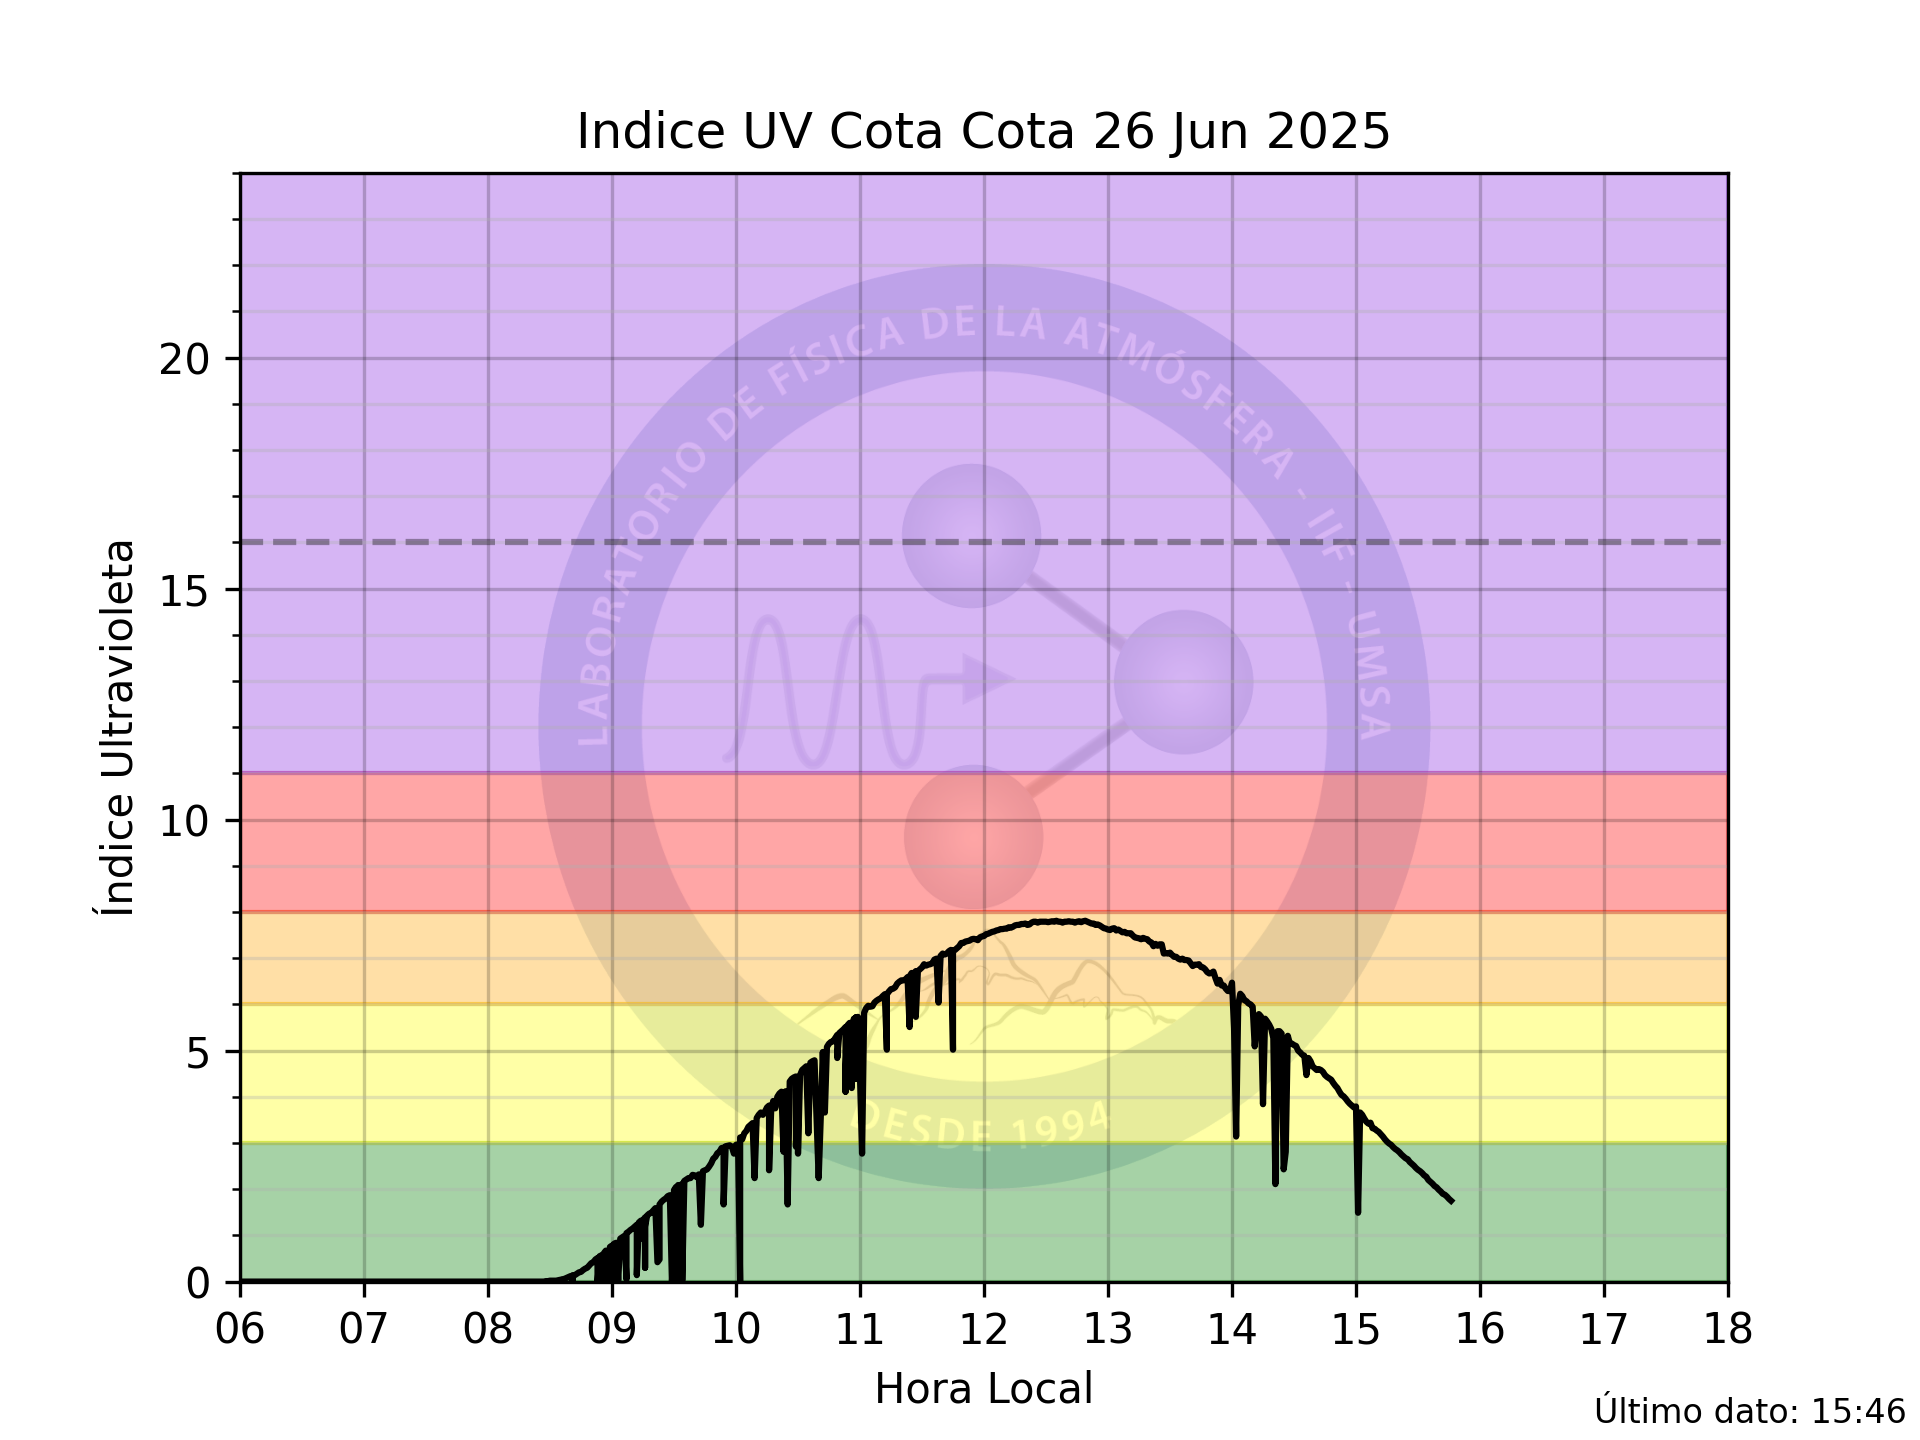 Indice UV Cota Cota 26 Jun 2025
Índice Ultravioleta
20
15
10
5
0
LABORATORIO DE FÍSICA DE LA ATMÓSFERA - IIF - UMSA
DESDE 1994
06 07 08 09 10 11 12 13 14 15 16 17 18
Hora Local
Último dato: 15:46